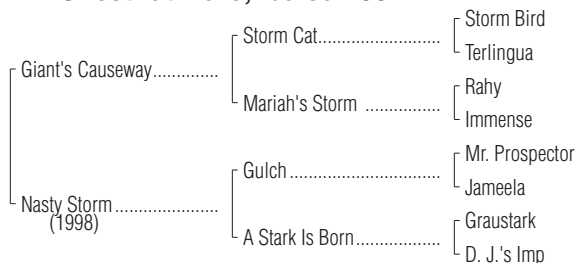 Storm Bird
Storm Cat..............................
Terlingua
Giant's Causeway................
Rahy
Mariah's Storm ..................
Immense
Mr. Prospector
Gulch.....................................
Jameela
Nasty Storm.........................
(1998)
Graustark
A Stark Is Born....................
D. J.'s Imp